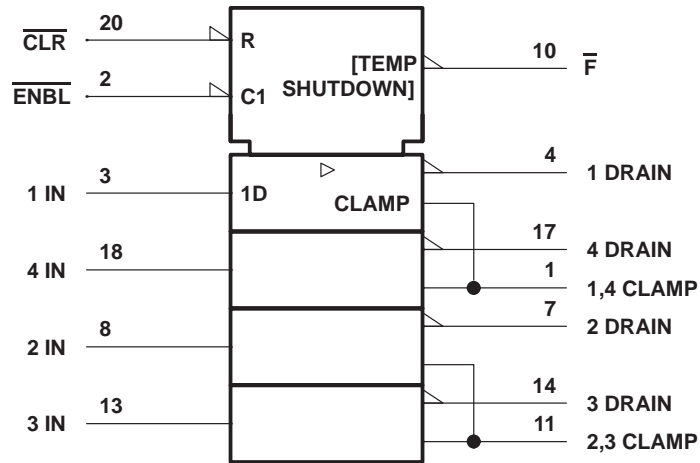 CLR
20
R
[TEMP
SHUTDOWN]
10
F
ENBL
2
C1
1 IN
3
1D
CLAMP
4
1 DRAIN
17
4 DRAIN
4 IN
18
1
1,4 CLAMP
7
2 DRAIN
2 IN
8
14
3 DRAIN
3 IN
13
11
2,3 CLAMP